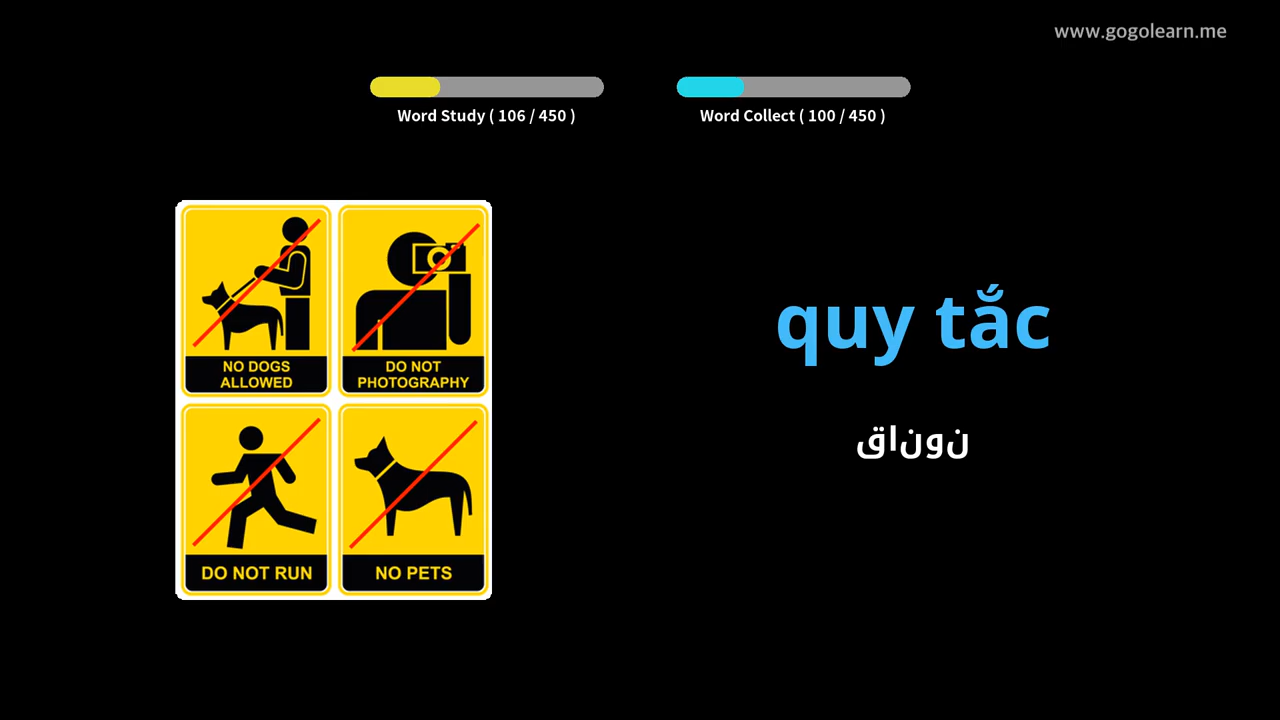 www.gogolearn.me
Word Study ( 106 / 450 )
Word Collect ( 100 / 450 )
NO DOGS
ALLOWED
DO NOT
PHOTOGRAPHY
DO NOT RUN
NO PETS
quy tắc
نوناق